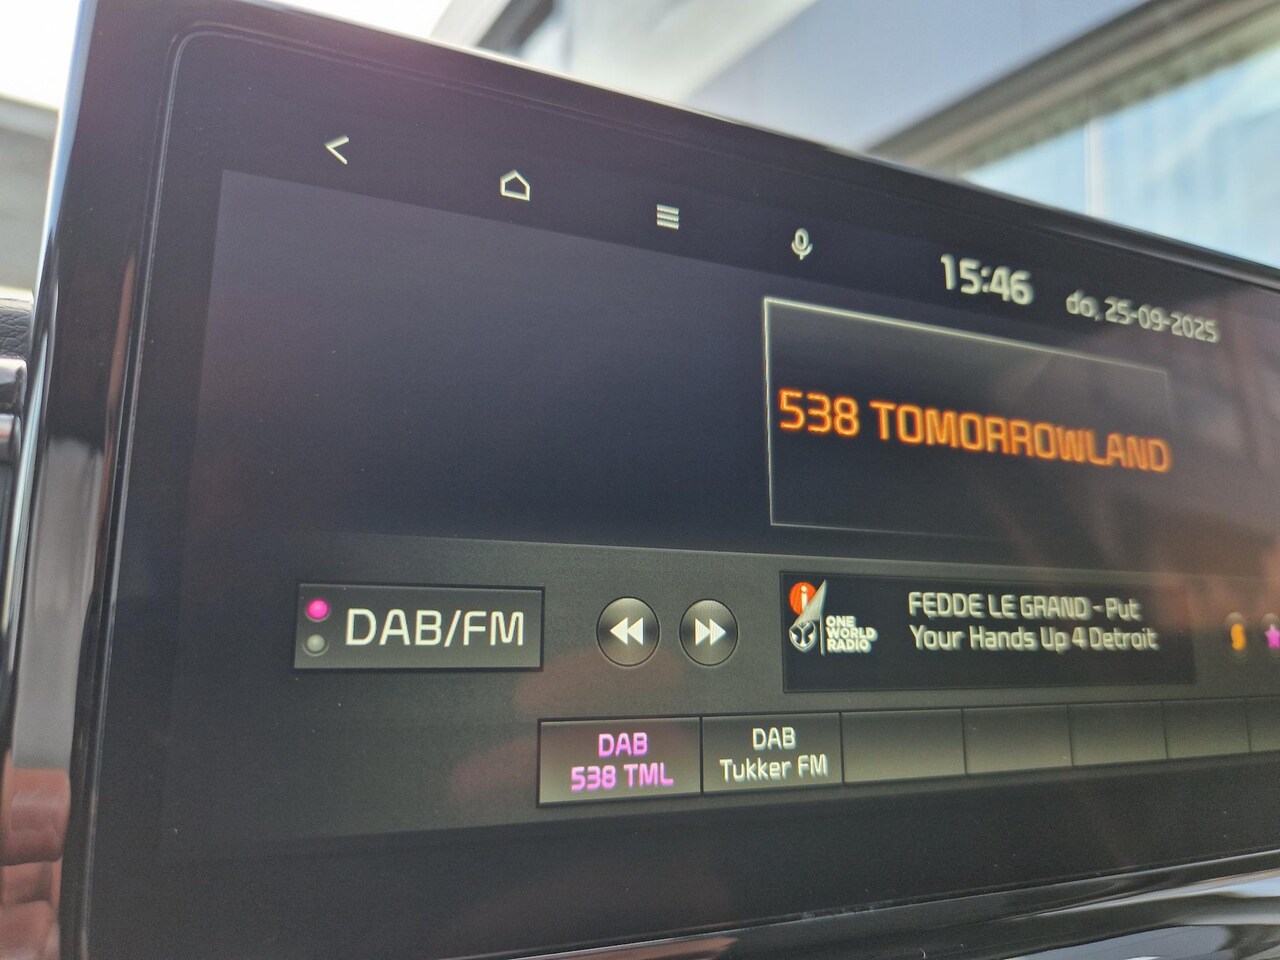 15:46
do, 25-09-2025
538 TOMORROWLAND
DAB/FM
i
ONE
WORLD
RADIO
FEDDE LE GRAND - Put
Your Hands Up 4 Detroit
DAB
538 TML
DAB
Tukker FM